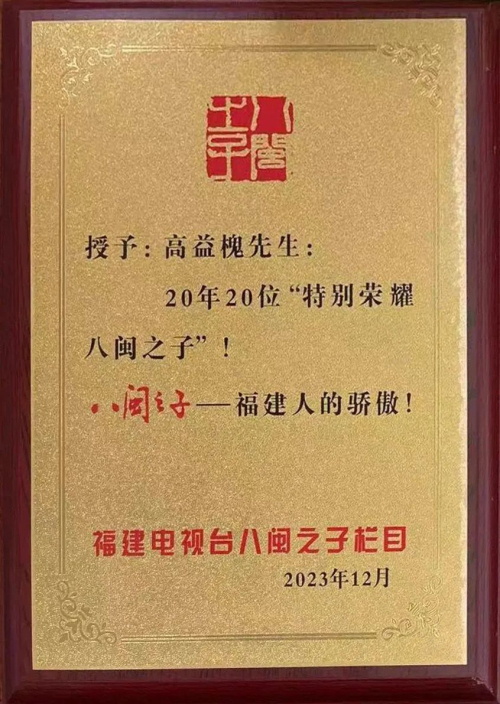 八闽之子
授予：高益槐先生：
20年20位“特别荣耀
八闽之子”！
八闽之子—福建人的骄傲！
福建电视台八闽之子栏目
2023年12月